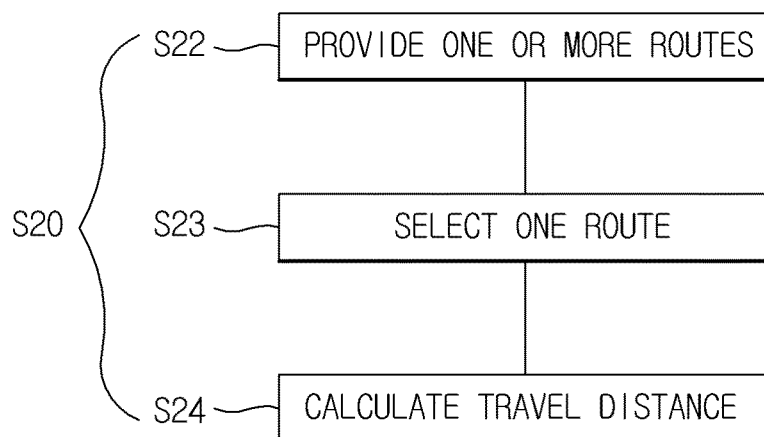 S22 PROVIDE ONE OR MORE ROUTES
S20 S23 SELECT ONE ROUTE
S24 CALCULATE TRAVEL DISTANCE